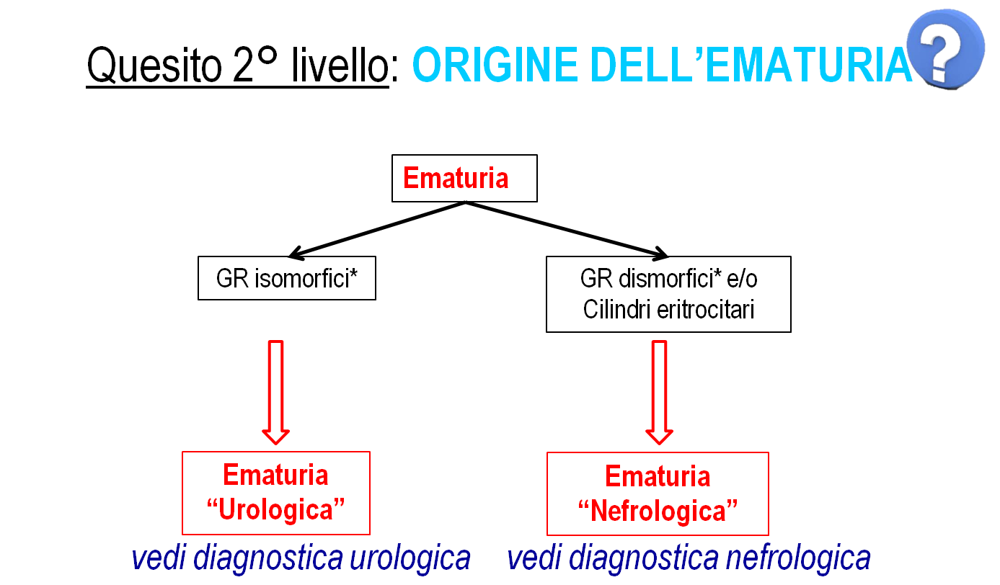 Quesito 2° livello: ORIGINE DELL’EMATURIA ?
Ematuria
GR isomorfici*
GR dismorfici* e/o
Cilindri eritrocitari
Ematuria
“Urologica”
Ematuria
“Nefrologica”
vedi diagnostica urologica
vedi diagnostica nefrologica